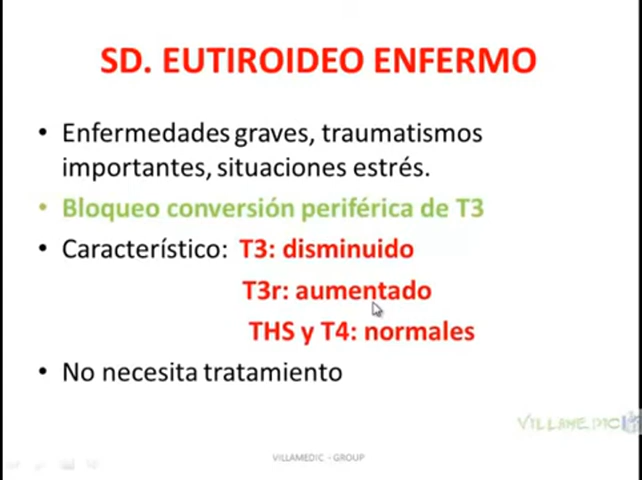 SD. EUTIROIDEO ENFERMO
• Enfermedades graves, traumatismos
importantes, situaciones estrés.
• Bloqueo conversión periférica de T3
• Característico: T3: disminuido
T3r: aumentado
THS y T4: normales
• No necesita tratamiento
VILLAMEDIC
VILLAMEDIC - GROUP